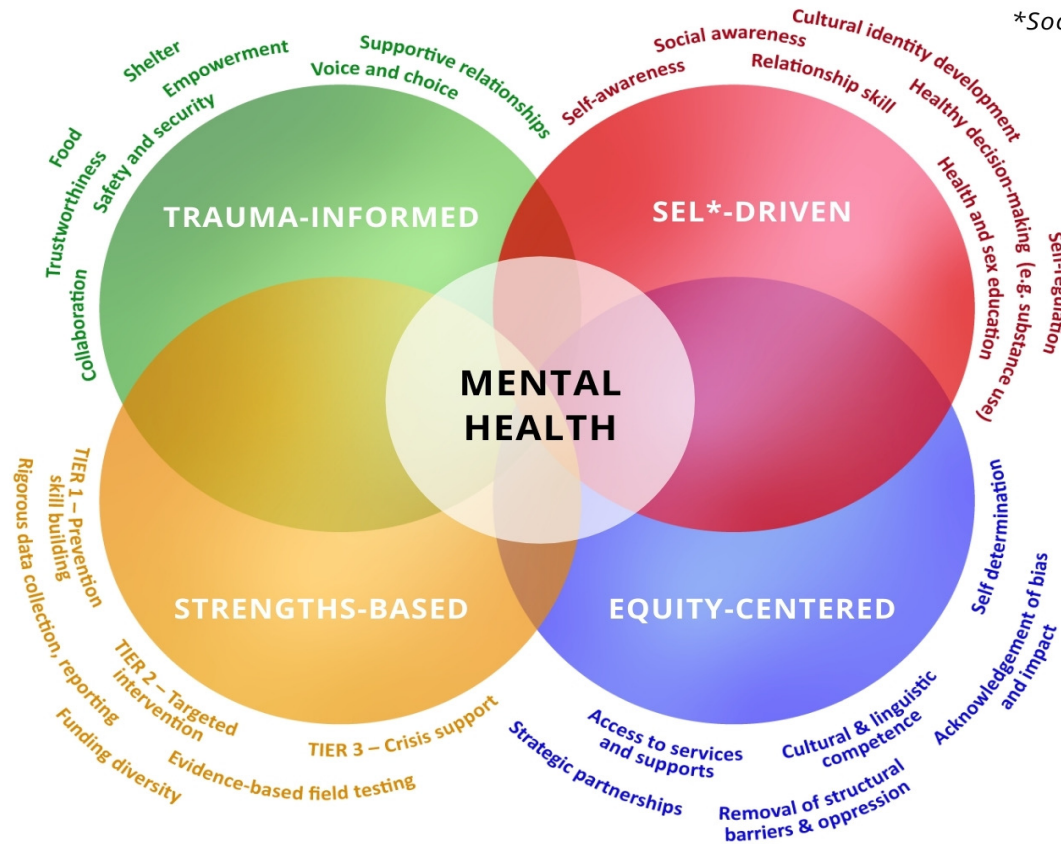 *Soc
Shelter
Empowerment
Supportive relationships
Voice and choice
Food
Trustworthiness
Safety and security
Collaboration
TRAUMA-INFORMED
Self-awareness
Social awareness
Cultural identity development
Relationship skill
Healthy decision-making (e.g. substance use)
Health and sex education
Self-regulation
SEL*-DRIVEN
MENTAL
HEALTH
STRENGTHS-BASED
TIER 1 – Prevention
skill building
Rigorous data collection, reporting
TIER 2 – Targeted
intervention
Funding diversity
Evidence-based field testing
TIER 3 – Crisis support
EQUITY-CENTERED
Self determination
Acknowledgement of bias
and impact
Cultural & linguistic
competence
Access to services
and supports
Strategic partnerships
Removal of structural
barriers & oppression